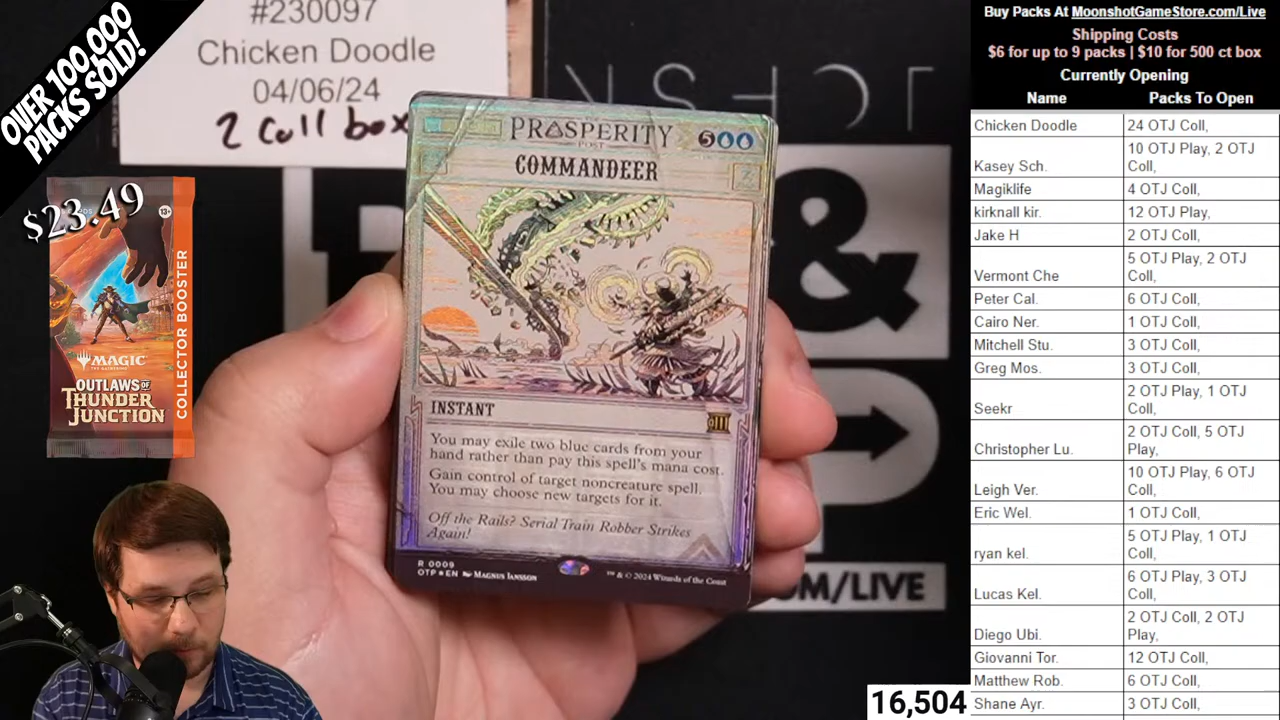 OVER 100,000
PACKS SOLD!
#230097
Chicken Doodle
04/06/24
2 Coll box
$23.49
13+
MAGIC
THE GATHERING
OUTLAWS OF
THUNDER
JUNCTION
COLLECTOR BOOSTER
PROSPERITY
POST
5
COMMANDEER
INSTANT
You may exile two blue cards from your
hand rather than pay this spell's mana cost.
Gain control of target noncreature spell.
You may choose new targets for it.
Off the Rails? Serial Train Robber Strikes
Again!
R 0009
OTP ★ EN Magnus Jansson
™ & © 2024 Wizards of the Coast
&
OM/LIVE
16,504
Buy Packs At MoonshotGameStore.com/Live
Shipping Costs
$6 for up to 9 packs | $10 for 500 ct box
Currently Opening
Name Packs To Open
Chicken Doodle 24 OTJ Coll,
Kasey Sch. 10 OTJ Play, 2 OTJ
Coll,
Magiklife 4 OTJ Coll,
kirknall kir. 12 OTJ Play,
Jake H 2 OTJ Coll,
Vermont Che 5 OTJ Play, 2 OTJ
Coll,
Peter Cal. 6 OTJ Coll,
Cairo Ner. 1 OTJ Coll,
Mitchell Stu. 3 OTJ Coll,
Greg Mos. 3 OTJ Coll,
Seekr 2 OTJ Play, 1 OTJ
Coll,
Christopher Lu. 2 OTJ Coll, 5 OTJ
Play,
Leigh Ver. 10 OTJ Play, 6 OTJ
Coll,
Eric Wel. 1 OTJ Coll,
ryan kel. 5 OTJ Play, 1 OTJ
Coll,
Lucas Kel. 6 OTJ Play, 3 OTJ
Coll,
Diego Ubi. 2 OTJ Coll, 2 OTJ
Play,
Giovanni Tor. 12 OTJ Coll,
Matthew Rob. 6 OTJ Coll,
Shane Ayr. 3 OTJ Coll,